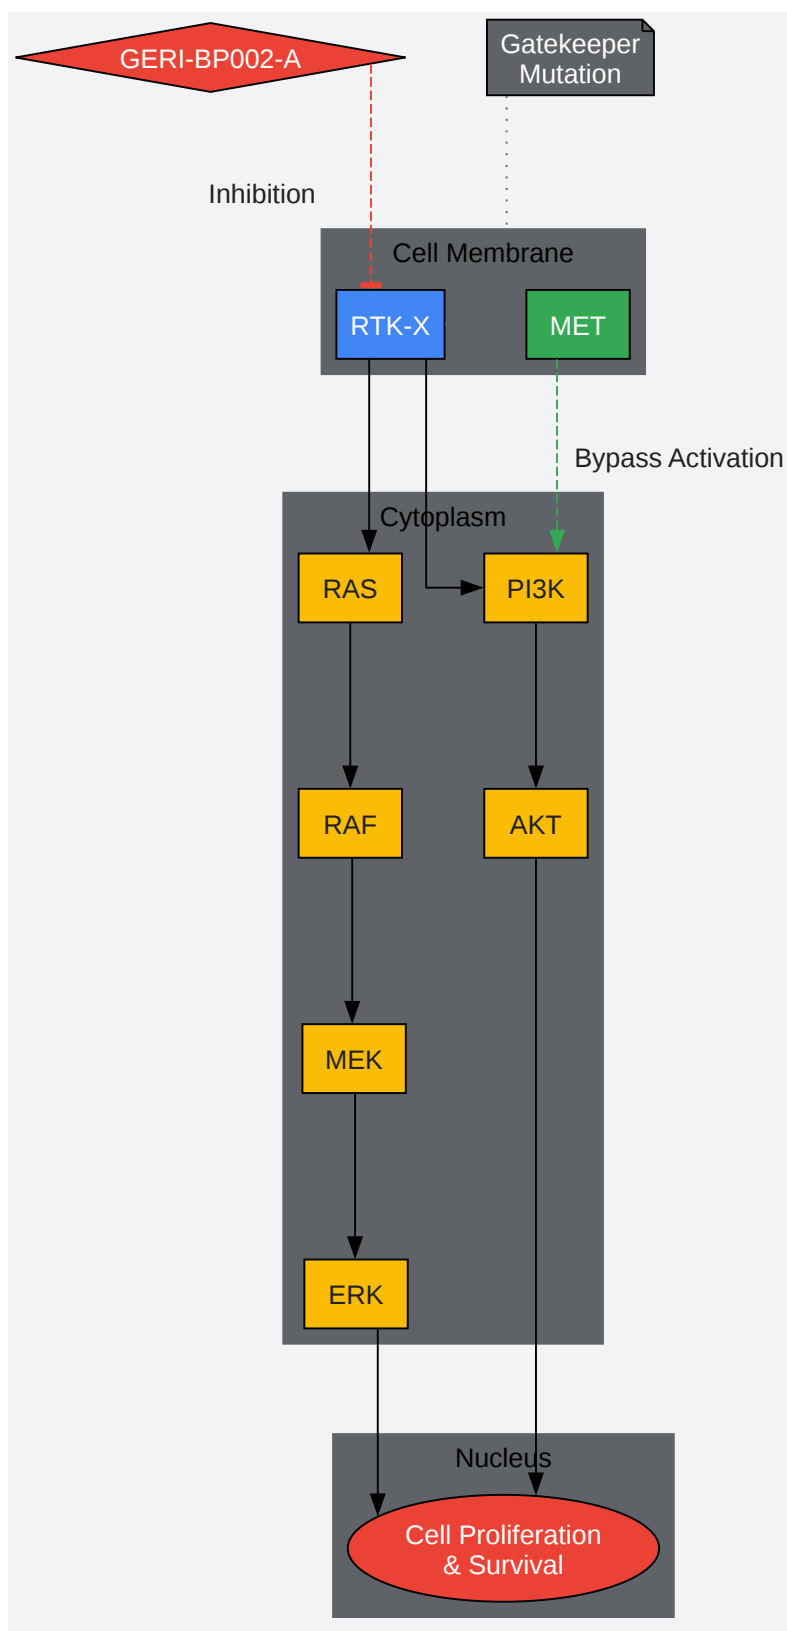 GERI-BP002-A
Gatekeeper
Mutation
Inhibition
Cell Membrane
RTK-X
MET
Bypass Activation
Cytoplasm
RAS
PI3K
RAF
AKT
MEK
ERK
Nucleus
Cell Proliferation
& Survival